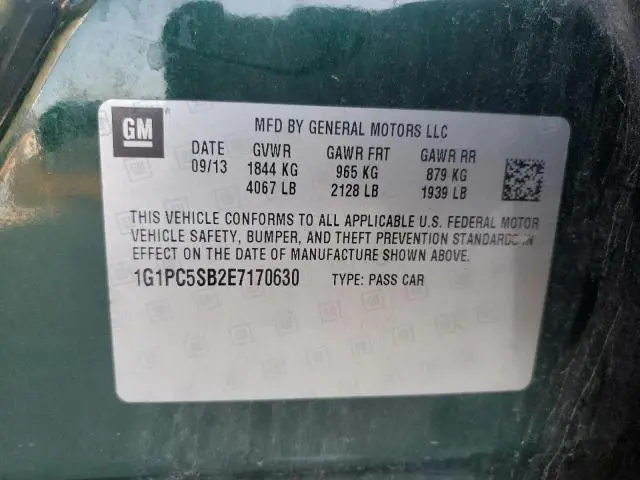 GM
MFD BY GENERAL MOTORS LLC
DATE GVWR GAWR FRT GAWR RR
09/13 1844 KG 965 KG 879 KG
4067 LB 2128 LB 1939 LB
THIS VEHICLE CONFORMS TO ALL APPLICABLE U.S. FEDERAL MOTOR
VEHICLE SAFETY, BUMPER, AND THEFT PREVENTION STANDARDS IN
EFFECT ON THE DATE OF MANUFACTURE SHOWN ABOVE.
1G1PC5SB2E7170630 TYPE: PASS CAR